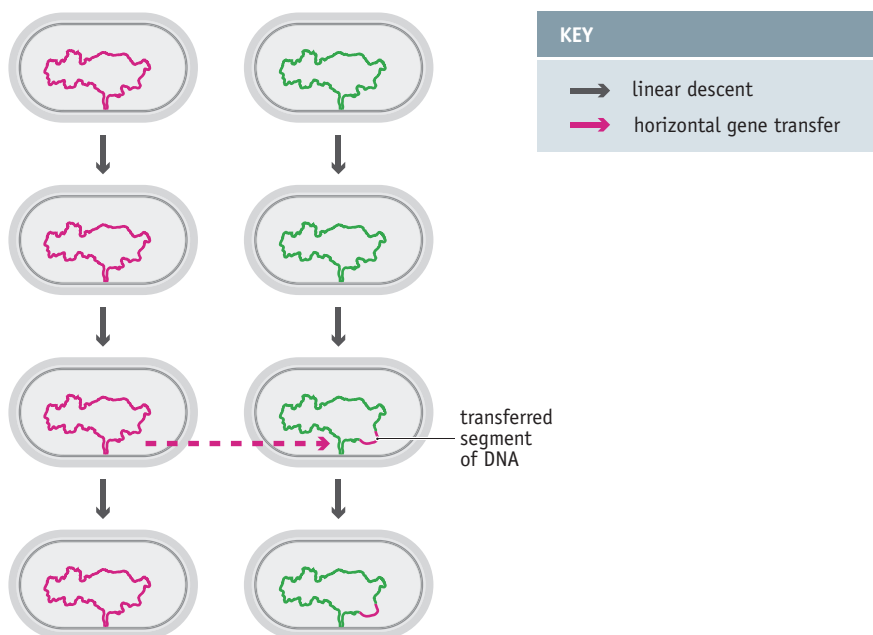 KEY
linear descent
horizontal gene transfer
transferred
segment
of DNA